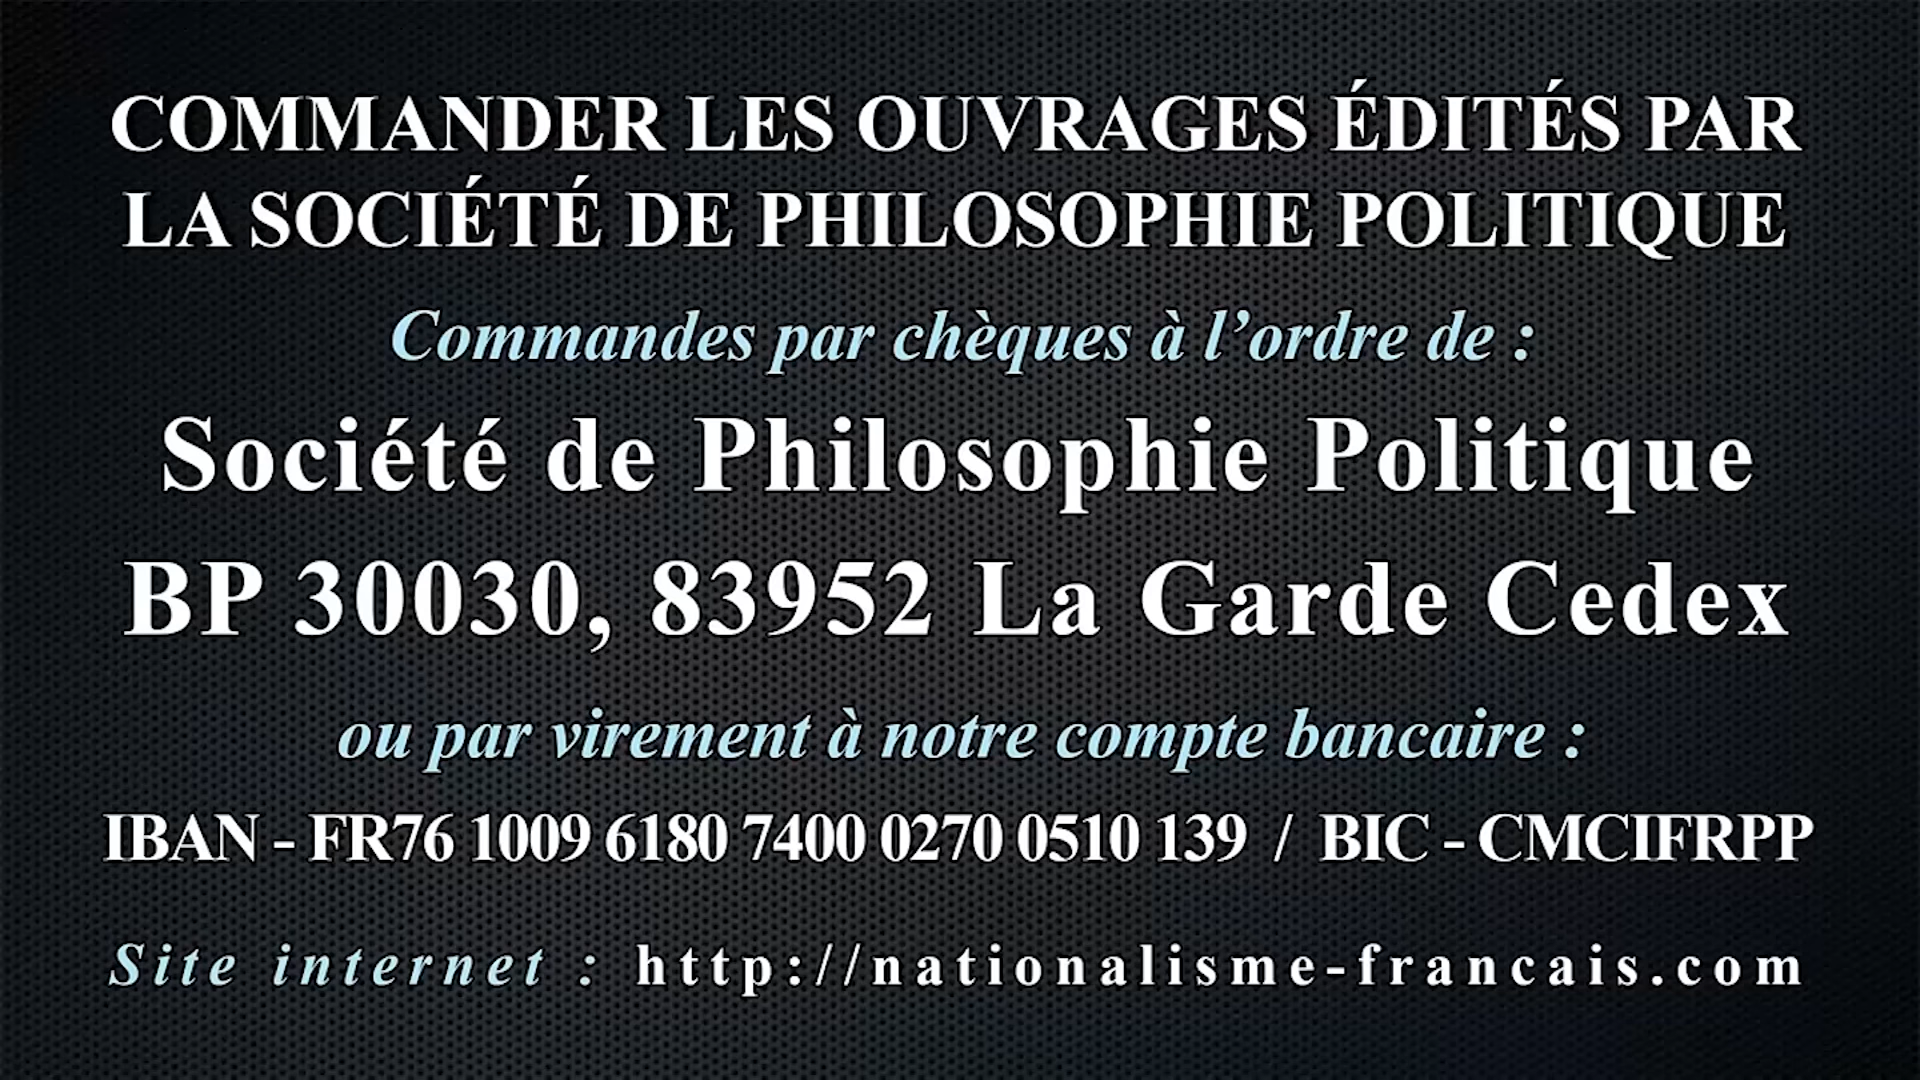 COMMANDER LES OUVRAGES ÉDITÉS PAR
LA SOCIÉTÉ DE PHILOSOPHIE POLITIQUE
Commandes par chèques à l’ordre de :
Société de Philosophie Politique
BP 30030, 83952 La Garde Cedex
ou par virement à notre compte bancaire :
IBAN - FR76 1009 6180 7400 0270 0510 139 / BIC - CMCIFRPP
Site internet : http://nationalisme-francais.com